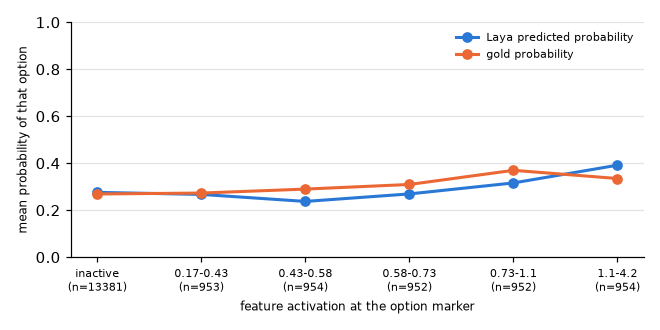 1.0
0.8
0.6
0.4
0.2
0.0
mean probability of that option
Laya predicted probability
gold probability
inactive
(n=13381)
0.17-0.43
(n=953)
0.43-0.58
(n=954)
0.58-0.73
(n=952)
0.73-1.1
(n=952)
1.1-4.2
(n=954)
feature activation at the option marker